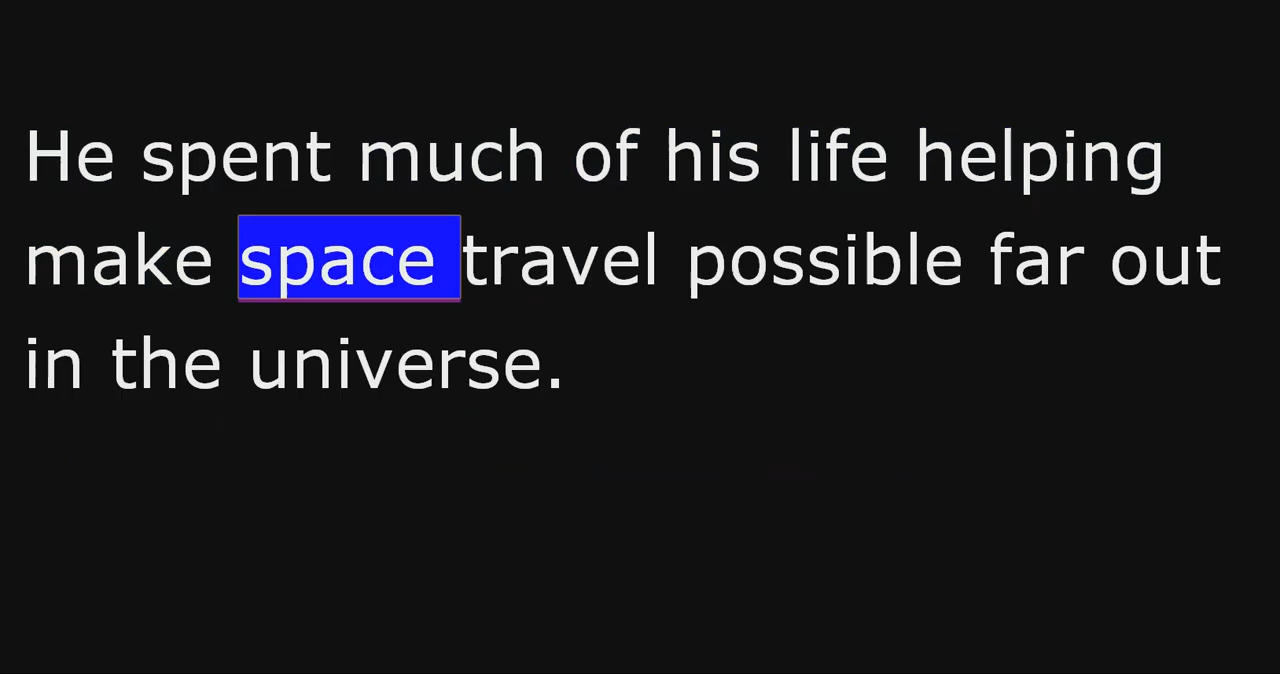 He spent much of his life helping
make space travel possible far out
in the universe.